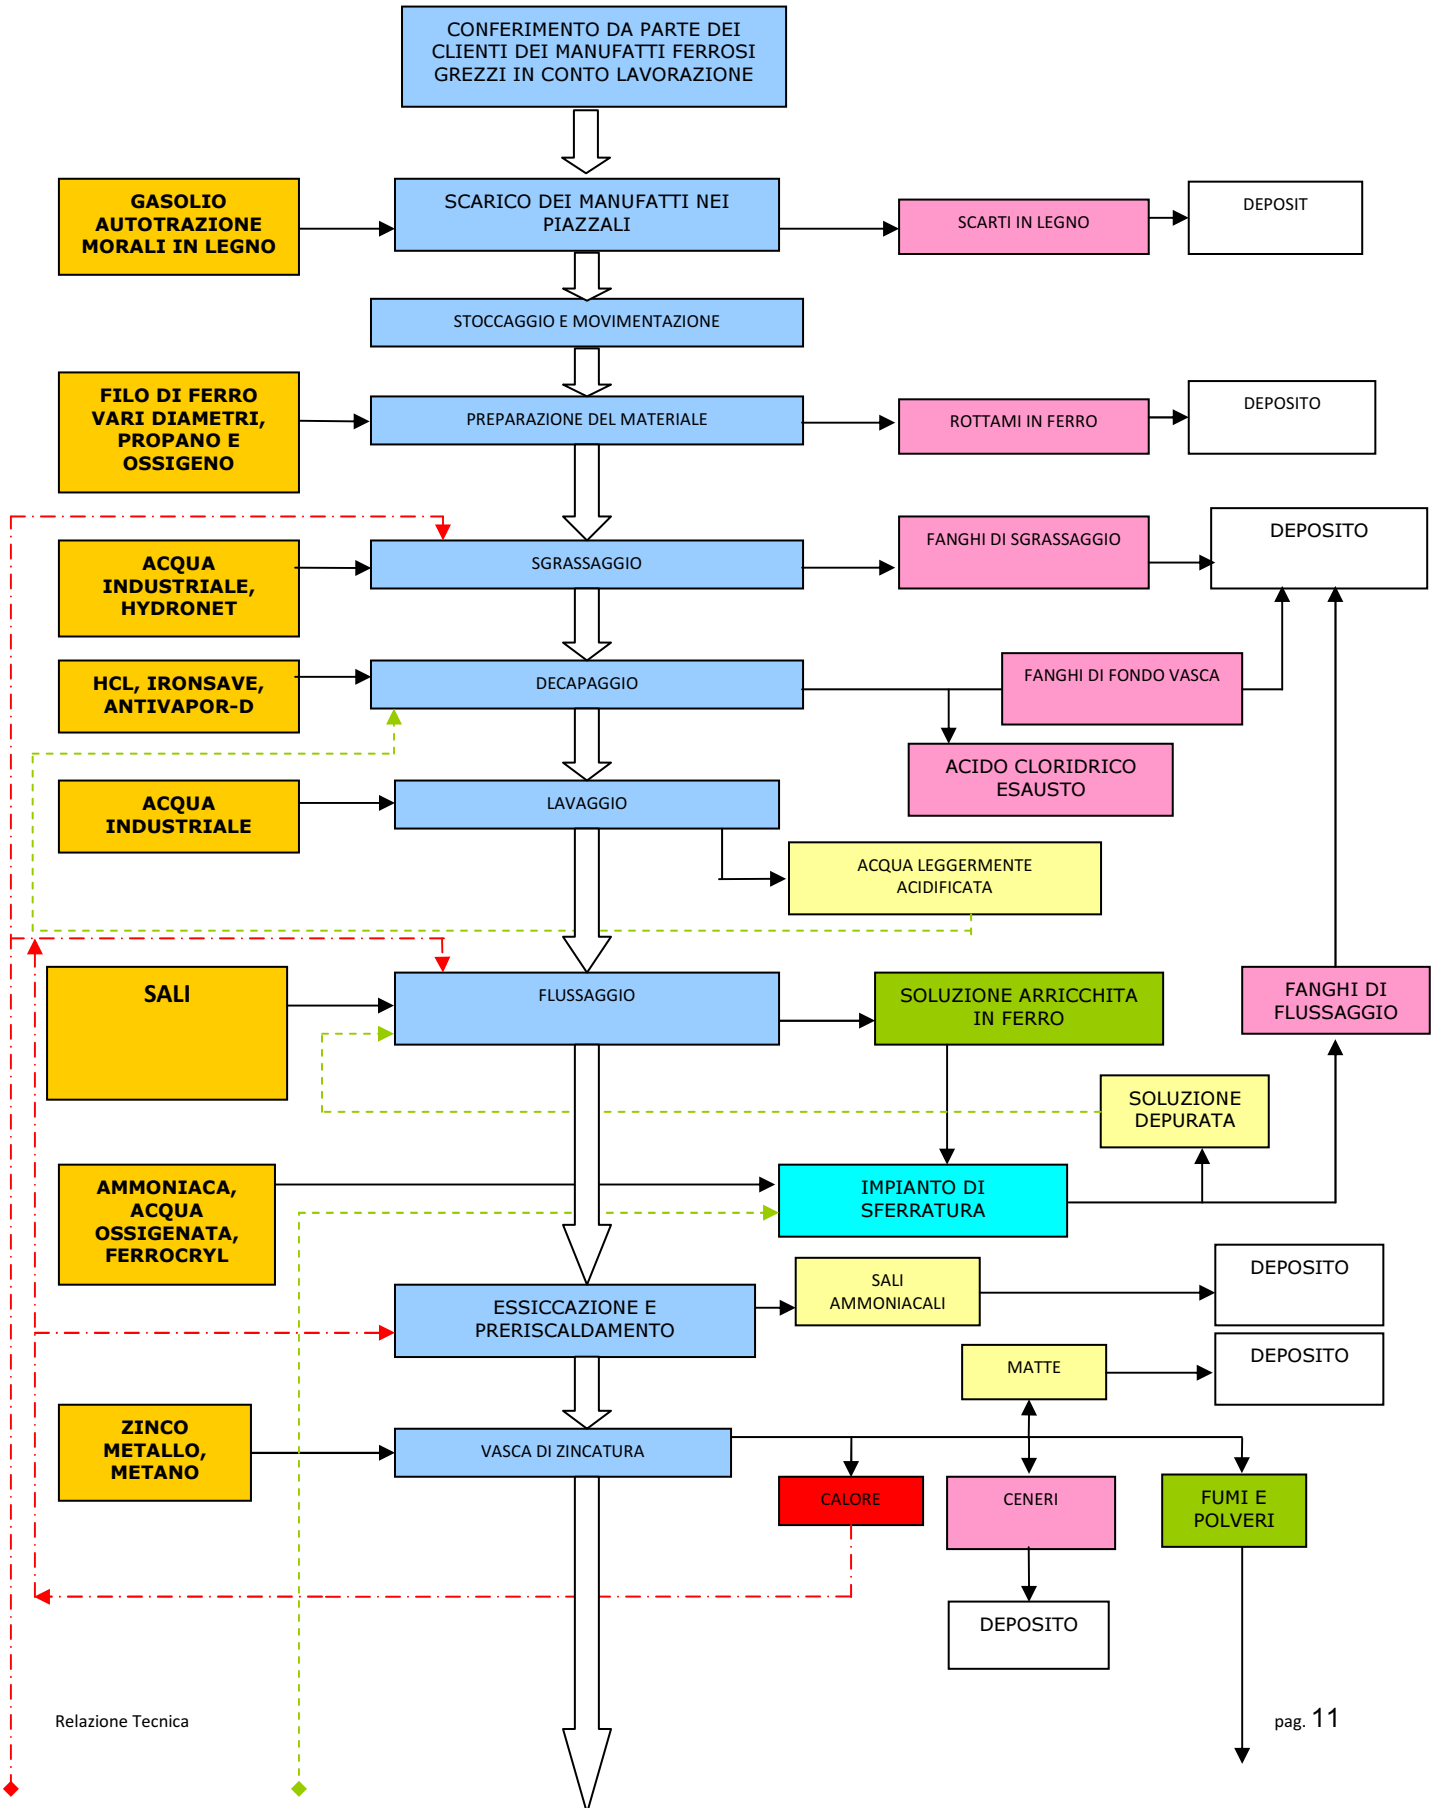 CONFERIMENTO DA PARTE DEI
CLIENTI DEI MANUFATTI FERROSI
GREZZI IN CONTO LAVORAZIONE
GASOLIO
AUTOTRAZIONE
MORALI IN LEGNO
SCARICO DEI MANUFATTI NEI
PIAZZALI
SCARTI IN LEGNO
DEPOSIT
STOCCAGGIO E MOVIMENTAZIONE
FILO DI FERRO
VARI DIAMETRI,
PROPANO E
OSSIGENO
PREPARAZIONE DEL MATERIALE
ROTTAMI IN FERRO
DEPOSITO
ACQUA
INDUSTRIALE,
HYDRONET
SGRASSAGGIO
FANGHI DI SGRASSAGGIO
DEPOSITO
HCL, IRONSAVE,
ANTIVAPOR-D
DECAPAGGIO
FANGHI DI FONDO VASCA
ACIDO CLORIDRICO
ESAUSTO
ACQUA
INDUSTRIALE
LAVAGGIO
ACQUA LEGGERMENTE
ACIDIFICATA
SALI
FLUSSAGGIO
SOLUZIONE ARRICCHITA
IN FERRO
FANGHI DI
FLUSSAGGIO
SOLUZIONE
DEPURATA
AMMONIACA,
ACQUA
OSSIGENATA,
FERROCRYL
IMPIANTO DI
SFERRATURA
ESSICCAZIONE E
PRERISCALDAMENTO
SALI
AMMONIACALI
DEPOSITO
MATTE
DEPOSITO
ZINCO
METALLO,
METANO
VASCA DI ZINCATURA
CALORE
CENERI
FUMI E
POLVERI
DEPOSITO
Relazione Tecnica
pag. 11